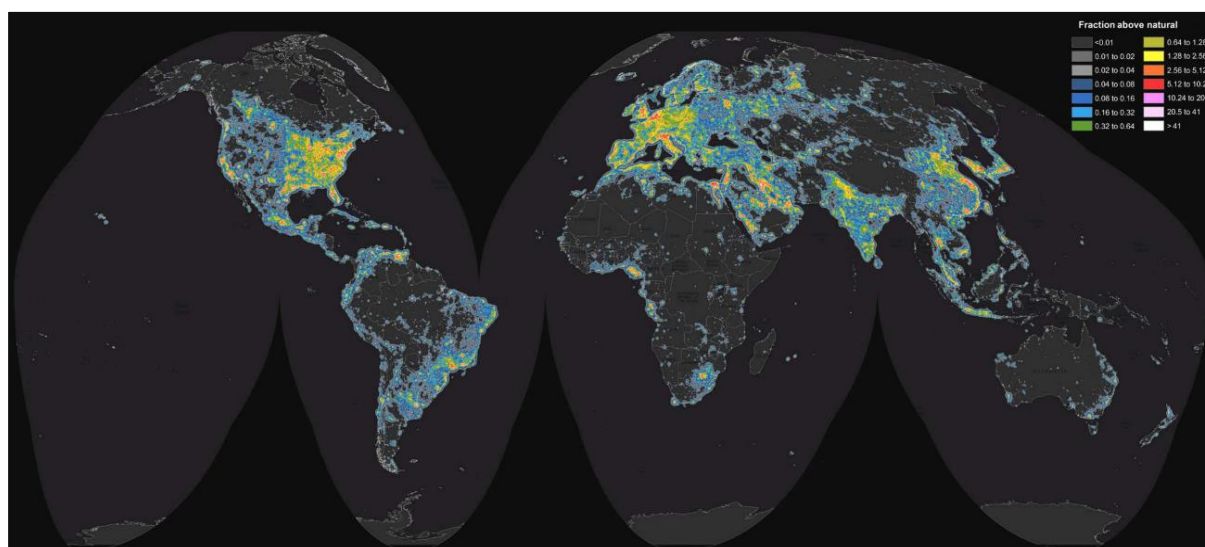 Fraction above natural
<0.01
0.01 to 0.02
0.02 to 0.04
0.04 to 0.08
0.08 to 0.16
0.16 to 0.32
0.32 to 0.64
0.64 to 1.28
1.28 to 2.56
2.56 to 5.12
5.12 to 10.2
10.24 to 20
20.5 to 41
>41